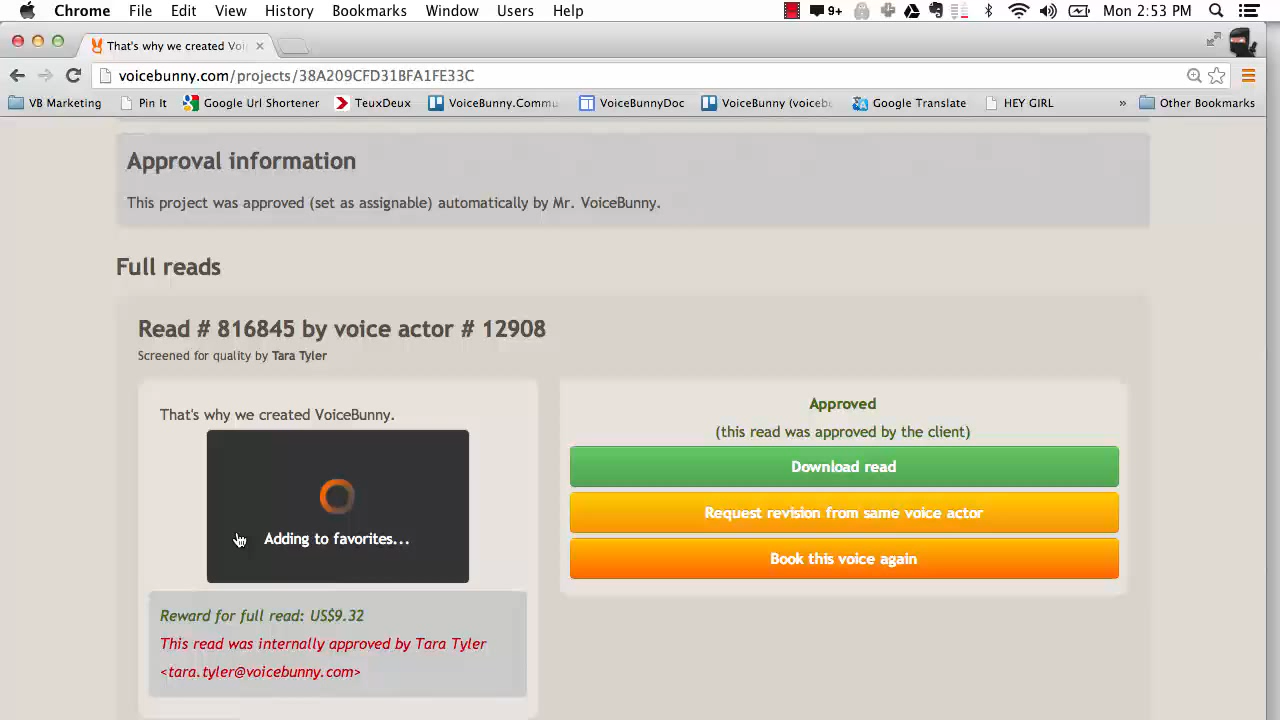 Chrome File Edit View History Bookmarks Window Users Help 9+ Mon 2:53 PM
That's why we created Voi
voicebunny.com/projects/38A209CFD31BFA1FE33C
VB Marketing Pin It Google Url Shortener TeuxDeux VoiceBunny.Commu VoiceBunnyDoc VoiceBunny (voicebu Google Translate HEY GIRL » Other Bookmarks
Approval information
This project was approved (set as assignable) automatically by Mr. VoiceBunny.
Full reads
Read # 816845 by voice actor # 12908
Screened for quality by Tara Tyler
That's why we created VoiceBunny.
Adding to favorites...
Reward for full read: US$9.32
This read was internally approved by Tara Tyler
<tara.tyler@voicebunny.com>
Approved
(this read was approved by the client)
Download read
Request revision from same voice actor
Book this voice again